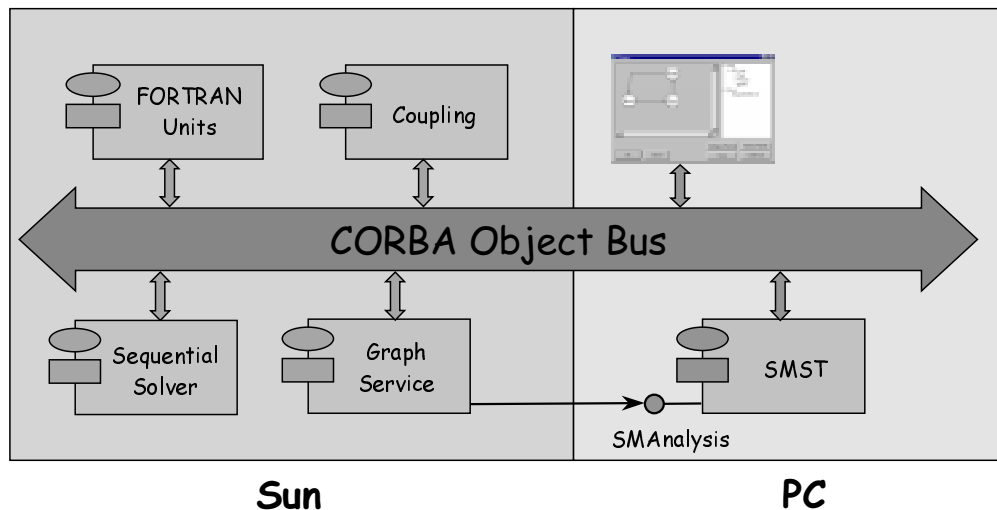 FORTRAN
Units
Coupling
CORBA Object Bus
Sequential
Solver
Graph
Service
SMST
SMAnalysis
Sun
PC